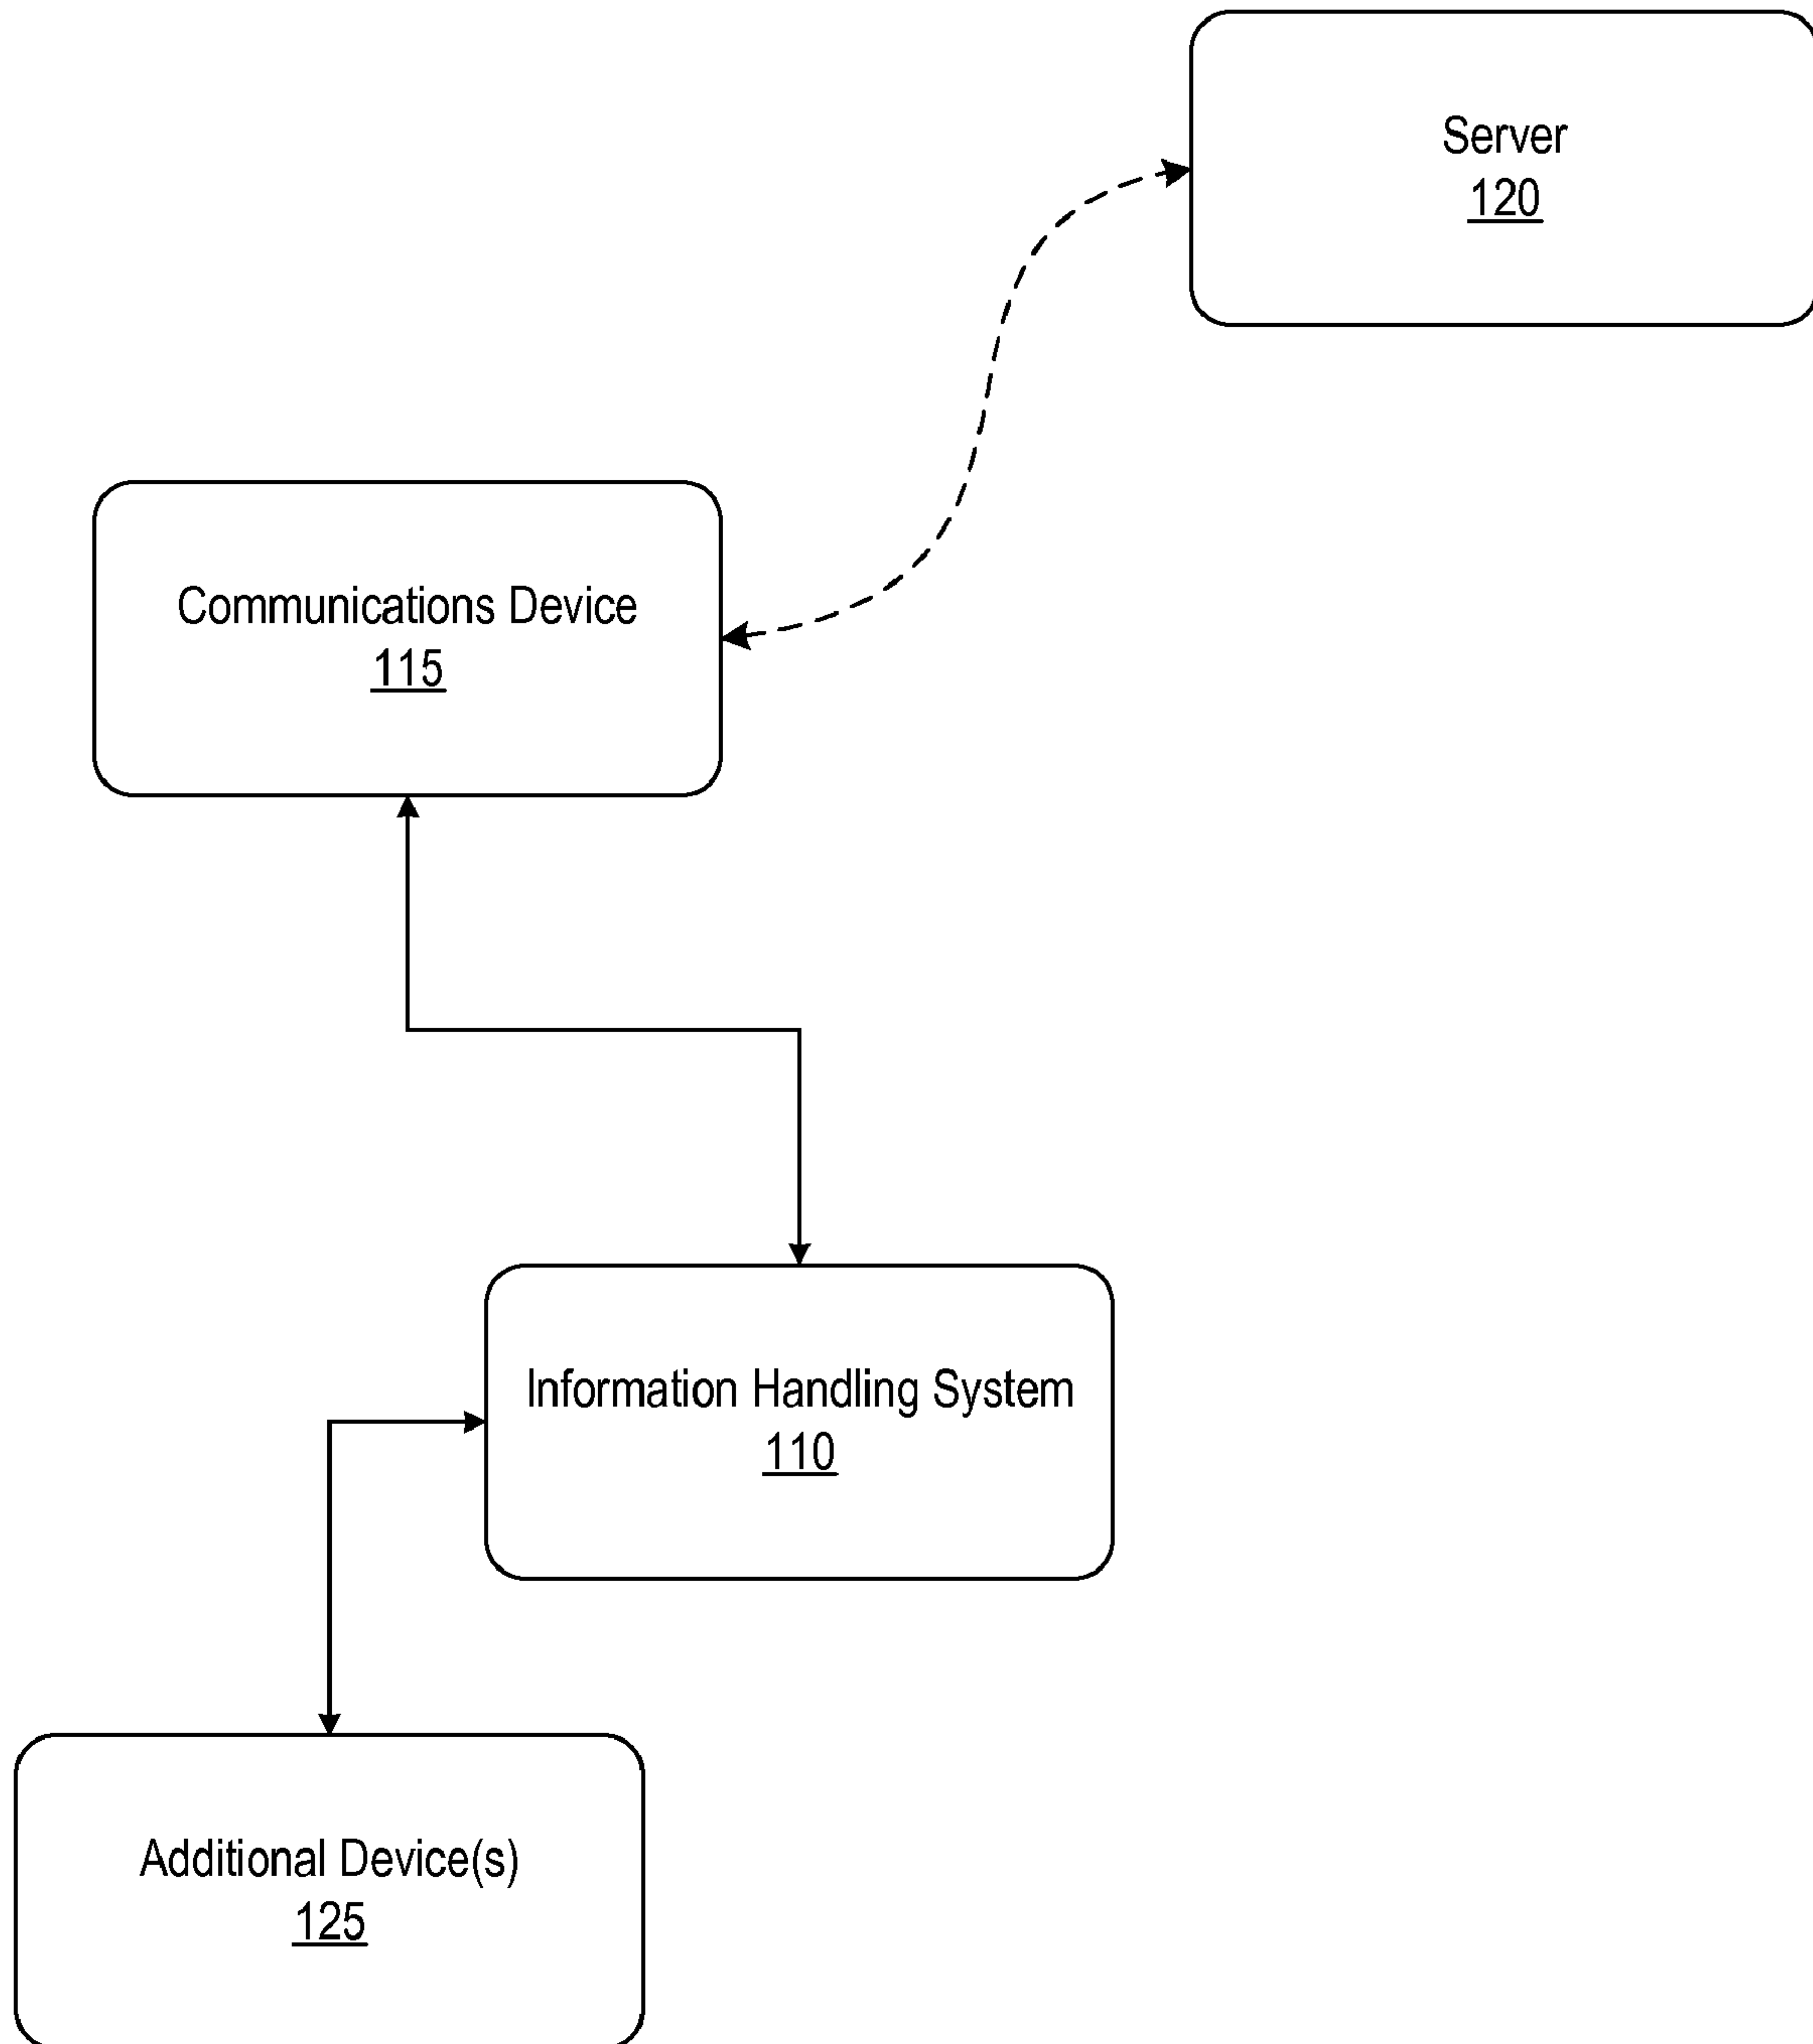 Server
120
Communications Device
115
Information Handling System
110
Additional Device(s)
125